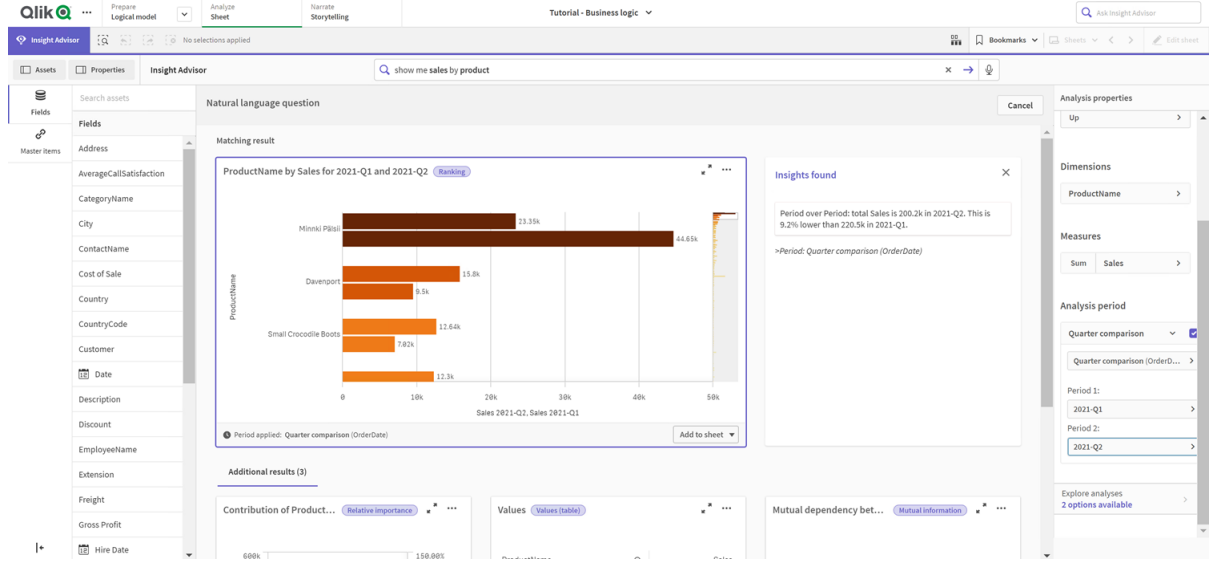 Qlik
...
Prepare
Logical model
Analyze
Sheet
Narrate
Storytelling
Tutorial - Business logic
Ask Insight Advisor
Insight Advisor
No selections applied
Bookmarks
Sheets
Edit sheet
Assets
Properties
Insight Advisor
show me sales by product
Fields
Master items
Search assets
Fields
Address
AverageCallSatisfaction
CategoryName
City
ContactName
Cost of Sale
Country
CountryCode
Customer
Date
Description
Discount
EmployeeName
Extension
Freight
Gross Profit
Hire Date
Natural language question
Cancel
Matching result
ProductName by Sales for 2021-Q1 and 2021-Q2 Ranking
ProductName
Minnki Pälsii
23.35k
44.65k
Davenport
15.8k
9.5k
Small Crocodile Boots
12.64k
7.02k
12.3k
0 10k 20k 30k 40k 50k
Sales 2021-Q2, Sales 2021-Q1
Period applied: Quarter comparison (OrderDate)
Add to sheet
Insights found
Period over Period: total Sales is 200.2k in 2021-Q2. This is
9.2% lower than 220.5k in 2021-Q1.
>Period: Quarter comparison (OrderDate)
Additional results (3)
Contribution of Product... Relative importance
600k 150.00%
Values Values (table)
ProductName Sales
Mutual dependency bet... Mutual information
Analysis properties
Up
Dimensions
ProductName
Measures
Sum Sales
Analysis period
Quarter comparison
Quarter comparison (OrderD...
Period 1:
2021-Q1
Period 2:
2021-Q2
Explore analyses
2 options available